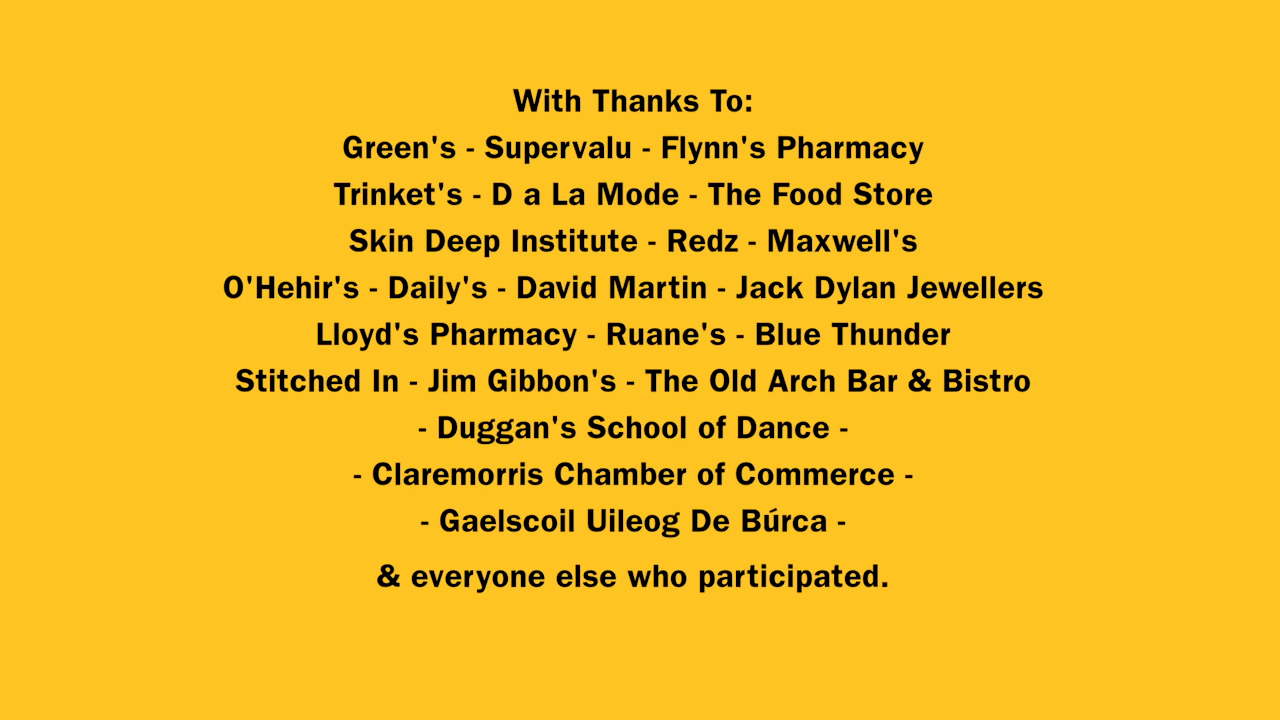 With Thanks To:
Green's - Supervalu - Flynn's Pharmacy
Trinket's - D a La Mode - The Food Store
Skin Deep Institute - Redz - Maxwell's
O'Hehir's - Daily's - David Martin - Jack Dylan Jewellers
Lloyd's Pharmacy - Ruane's - Blue Thunder
Stitched In - Jim Gibbon's - The Old Arch Bar & Bistro
- Duggan's School of Dance -
- Claremorris Chamber of Commerce -
- Gaelscoil Uileog De Búrca -
& everyone else who participated.